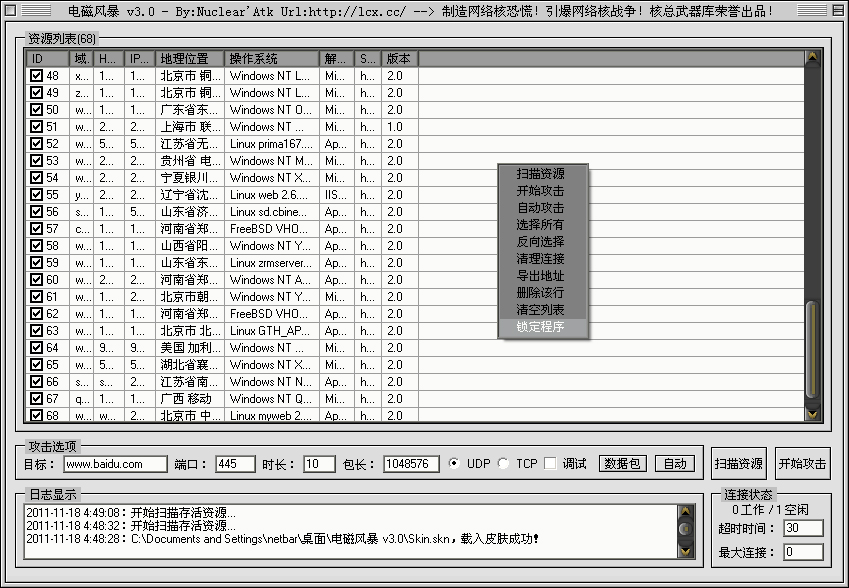 电磁风暴 v3.0 - By:Nuclear'Atk Url:http://lcx.cc/ --> 制造网络核恐慌！引爆网络核战争！核总武器库荣誉出品！
资源列表(68)
ID 域. H... IP... 地理位置 操作系统 解... S... 版本
48 x... 1... 1... 北京市 铜... Windows NT L... Mi... h... 2.0
49 z... 1... 1... 北京市 铜... Windows NT L... Mi... h... 2.0
50 w... 1... 1... 广东省东... Windows NT O... Mi... h... 2.0
51 w... 2... 2... 上海市 联... Windows NT ... Mi... h... 1.0
52 w... 5... 5... 江苏省无... Linux prima167.... Ap... h... 2.0
53 w... 2... 2... 贵州省 电... Windows NT M... Mi... h... 2.0
54 w... 1... 1... 宁夏银川... Windows NT X... Mi... h... 2.0
55 y... 2... 2... 辽宁省沈... Linux web 2.6.... IIS... h... 2.0
56 s... 1... 5... 山东省济... Linux sd.cbine... Ap... h... 2.0
57 c... 1... 1... 河南省郑... FreeBSD VHO... Ap... h... 2.0
58 w... 1... 1... 山西省阳... Windows NT Y... Mi... h... 2.0
59 w... 1... 1... 山东省东... Linux zrmserver... Ap... h... 2.0
60 w... 2... 2... 河南省郑... Windows NT A... Ap... h... 2.0
61 w... 1... 1... 北京市朝... Windows NT Y... Mi... h... 2.0
62 w... 1... 1... 河南省郑... FreeBSD VHO... Ap... h... 2.0
63 w... 1... 1... 北京市 北... Linux GTH_AP... Ap... h... 2.0
64 w... 9... 9... 美国 加利... Windows NT ... Mi... h... 2.0
65 w... 5... 5... 湖北省襄... Windows NT X... Mi... h... 2.0
66 s... s... 2... 江苏省南... Windows NT N... Ap... h... 2.0
67 q... 1... 1... 广西 移动 Windows NT Q... Mi... h... 2.0
68 w... w... 2... 北京市 中... Linux myweb 2.... Ap... h... 2.0
扫描资源
开始攻击
自动攻击
选择所有
反向选择
清理连接
导出地址
删除该行
清空列表
锁定程序
攻击选项
目标： www.baidu.com 端口： 445 时长： 10 包长： 1048576 UDP TCP 调试 数据包 自动 扫描资源 开始攻击
日志显示
2011-11-18 4:49:08：开始扫描存活资源...
2011-11-18 4:48:32：开始扫描存活资源...
2011-11-18 4:48:28：C:\Documents and Settings\netbar\桌面\电磁风暴 v3.0\Skin.skn，载入皮肤成功！
连接状态
0工作 / 1空闲
超时时间： 30
最大连接： 0